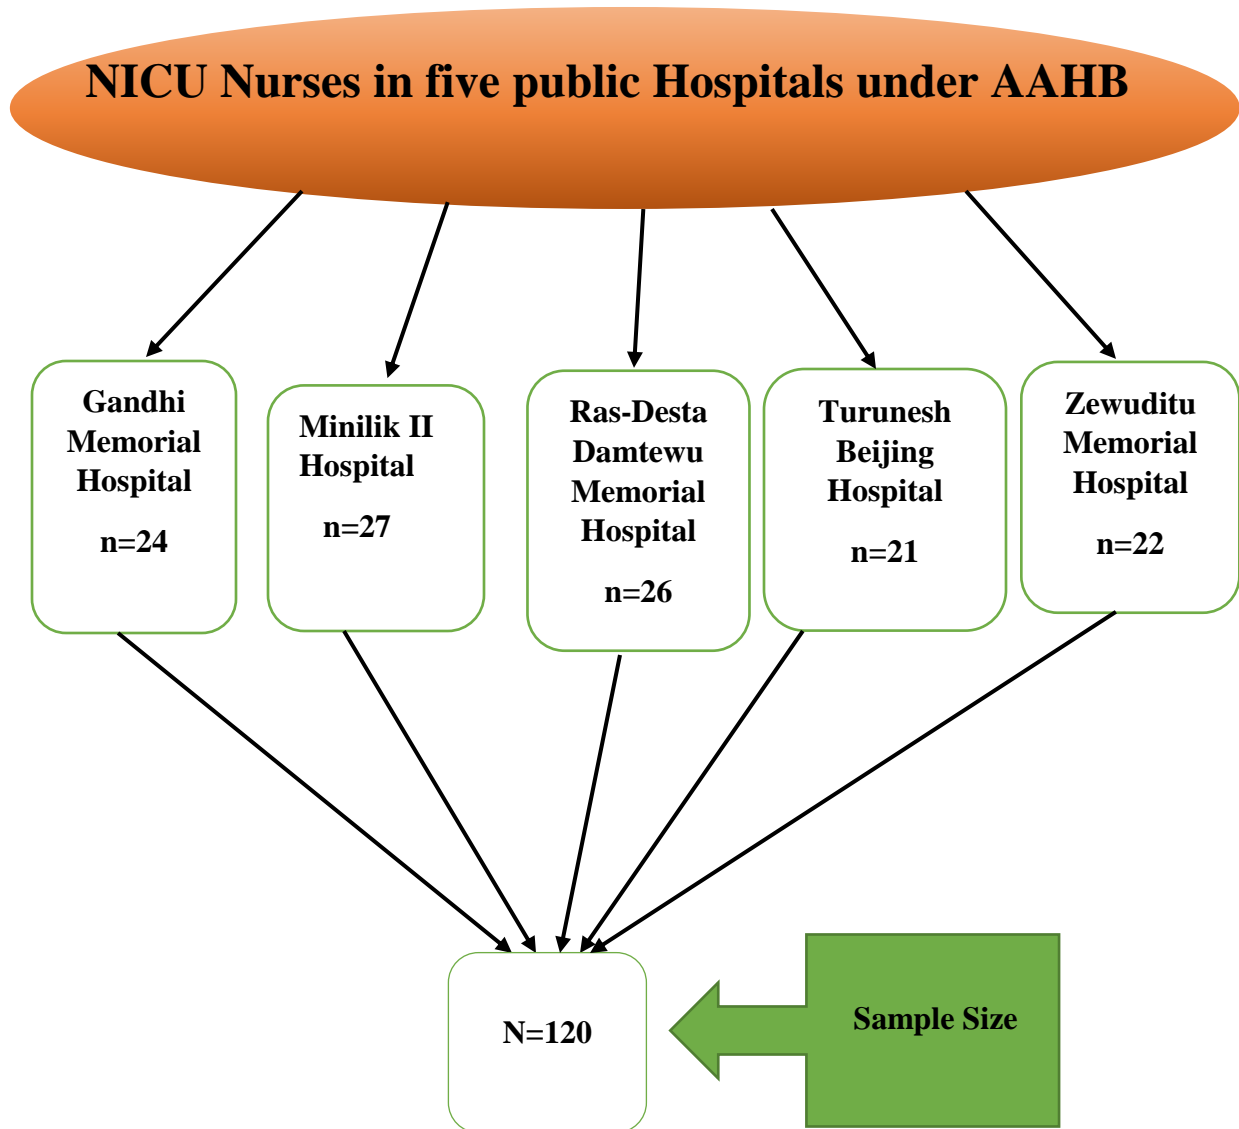 NICU Nurses in five public Hospitals under AAHB
Gandhi
Memorial
Hospital
n=24
Minilik II
Hospital
n=27
Ras-Desta
Damtewu
Memorial
Hospital
n=26
Turunesh
Beijing
Hospital
n=21
Zewuditu
Memorial
Hospital
n=22
N=120
Sample Size